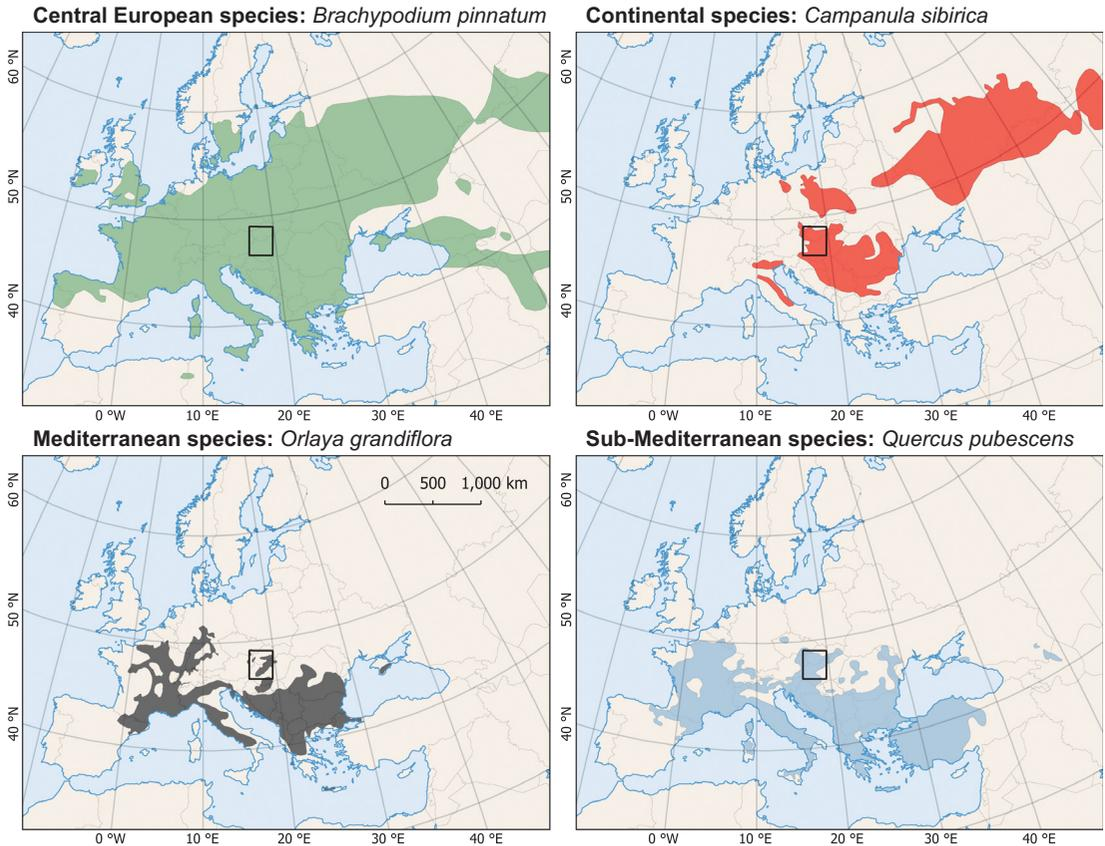 Central European species: Brachypodium pinnatum
Continental species: Campanula sibirica
60 °N
50 °N
40 °N
60 °N
50 °N
40 °N
0 °W 10 °E 20 °E 30 °E 40 °E
0 °W 10 °E 20 °E 30 °E 40 °E
Mediterranean species: Orlaya grandiflora
Sub-Mediterranean species: Quercus pubescens
0 500 1,000 km
60 °N
50 °N
40 °N
60 °N
50 °N
40 °N
0 °W 10 °E 20 °E 30 °E 40 °E
0 °W 10 °E 20 °E 30 °E 40 °E